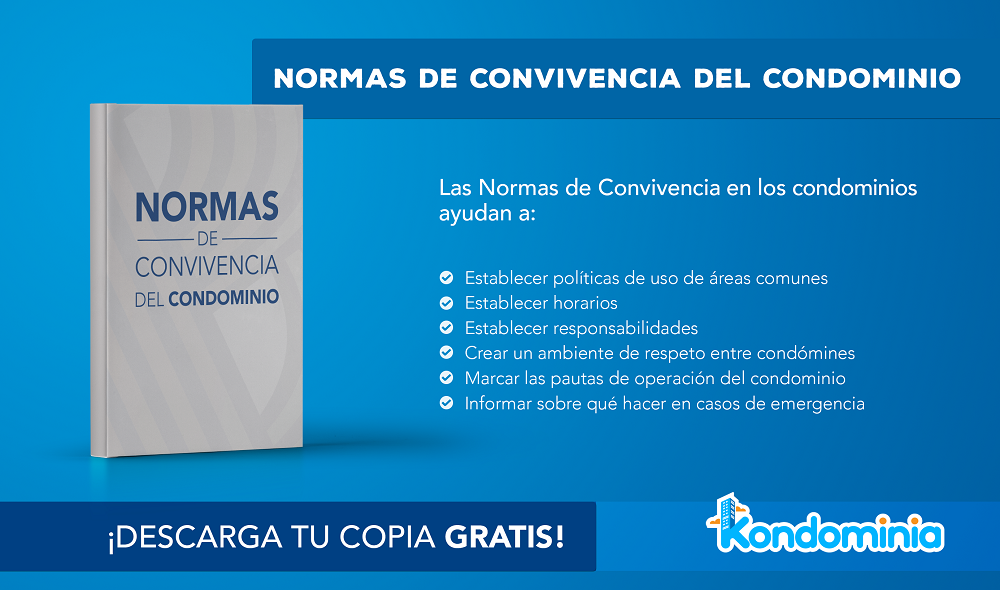 NORMAS DE CONVIVENCIA DEL CONDOMINIO
NORMAS
DE
CONVIVENCIA
DEL CONDOMINIO
Las Normas de Convivencia en los condominios
ayudan a:
Establecer políticas de uso de áreas comunes
Establecer horarios
Establecer responsabilidades
Crear un ambiente de respeto entre condómines
Marcar las pautas de operación del condominio
Informar sobre qué hacer en casos de emergencia
¡DESCARGA TU COPIA GRATIS!
Kondominia